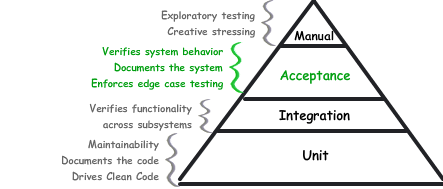 Exploratory testing
Creative stressing
Manual
Verifies system behavior
Documents the system
Enforces edge case testing
Acceptance
Verifies functionality
across subsystems
Integration
Maintainability
Documents the code
Drives Clean Code
Unit